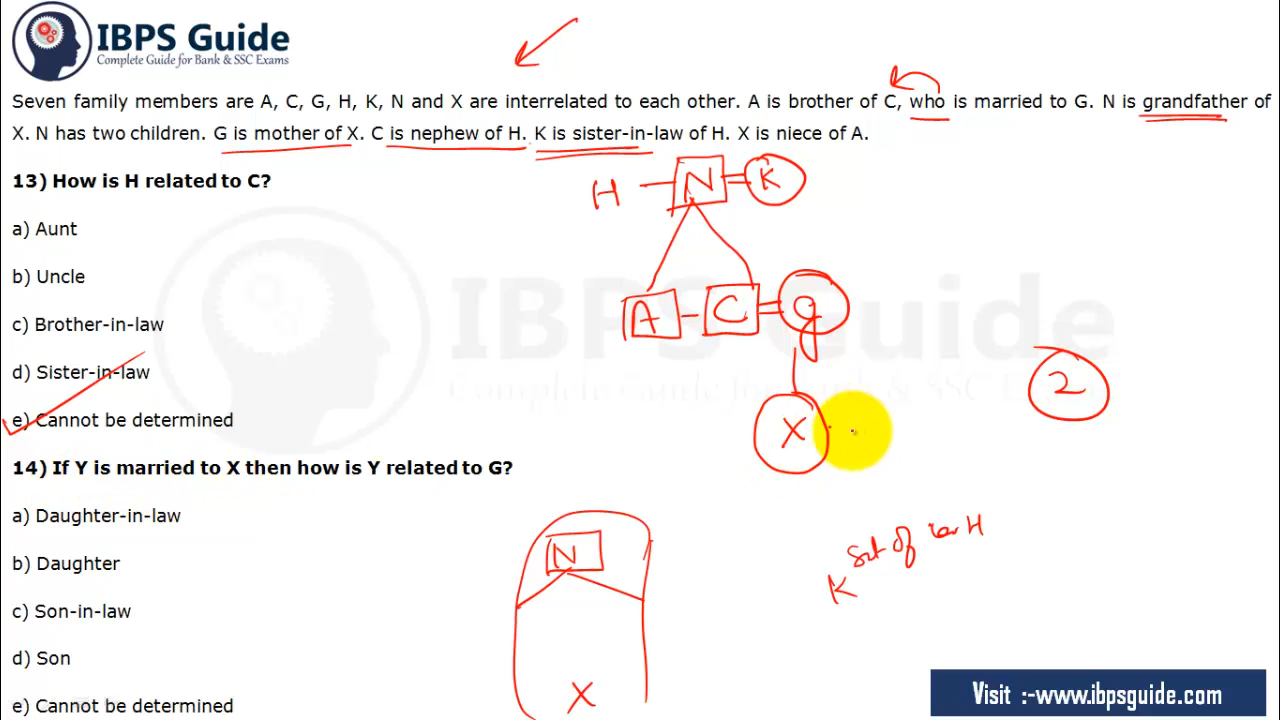 IBPS Guide
Complete Guide for Bank & SSC Exams
Seven family members are A, C, G, H, K, N and X are interrelated to each other. A is brother of C, who is married to G. N is grandfather of
X. N has two children. G is mother of X. C is nephew of H. K is sister-in-law of H. X is niece of A.
13) How is H related to C?
a) Aunt
b) Uncle
c) Brother-in-law
d) Sister-in-law
e) Cannot be determined
14) If Y is married to X then how is Y related to G?
a) Daughter-in-law
b) Daughter
c) Son-in-law
d) Son
e) Cannot be determined
H N K
A C g
X
2
N
X
K
H
IBPS Guide
Visit :-www.ibpsguide.com